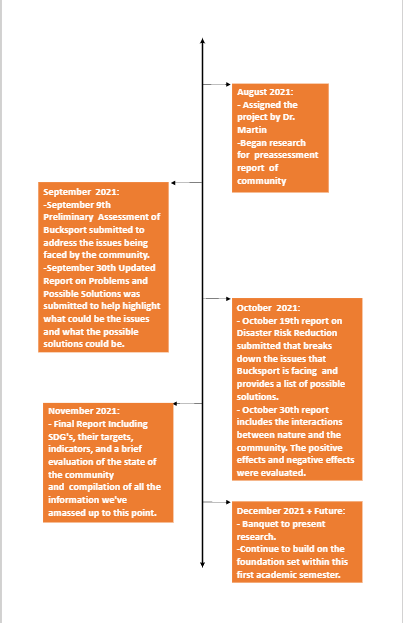 August 2021:
- Assigned the
project by Dr.
Martin
-Began research
for preassessment
report of
community
September 2021:
-September 9th
Preliminary Assessment of
Bucksport submitted to
address the issues being
faced by the community.
-September 30th Updated
Report on Problems and
Possible Solutions was
submitted to help highlight
what could be the issues
and what the possible
solutions could be.
October 2021:
- October 19th report on
Disaster Risk Reduction
submitted that breaks
down the issues that
Bucksport is facing and
provides a list of possible
solutions.
- October 30th report
includes the interactions
between nature and the
community. The positive
effects and negative effects
were evaluated.
November 2021:
- Final Report Including
SDG's, their targets,
indicators, and a brief
evaluation of the state of
the community
and compilation of all the
information we've
amassed up to this point.
December 2021 + Future:
- Banquet to present
research.
-Continue to build on the
foundation set within this
first academic semester.